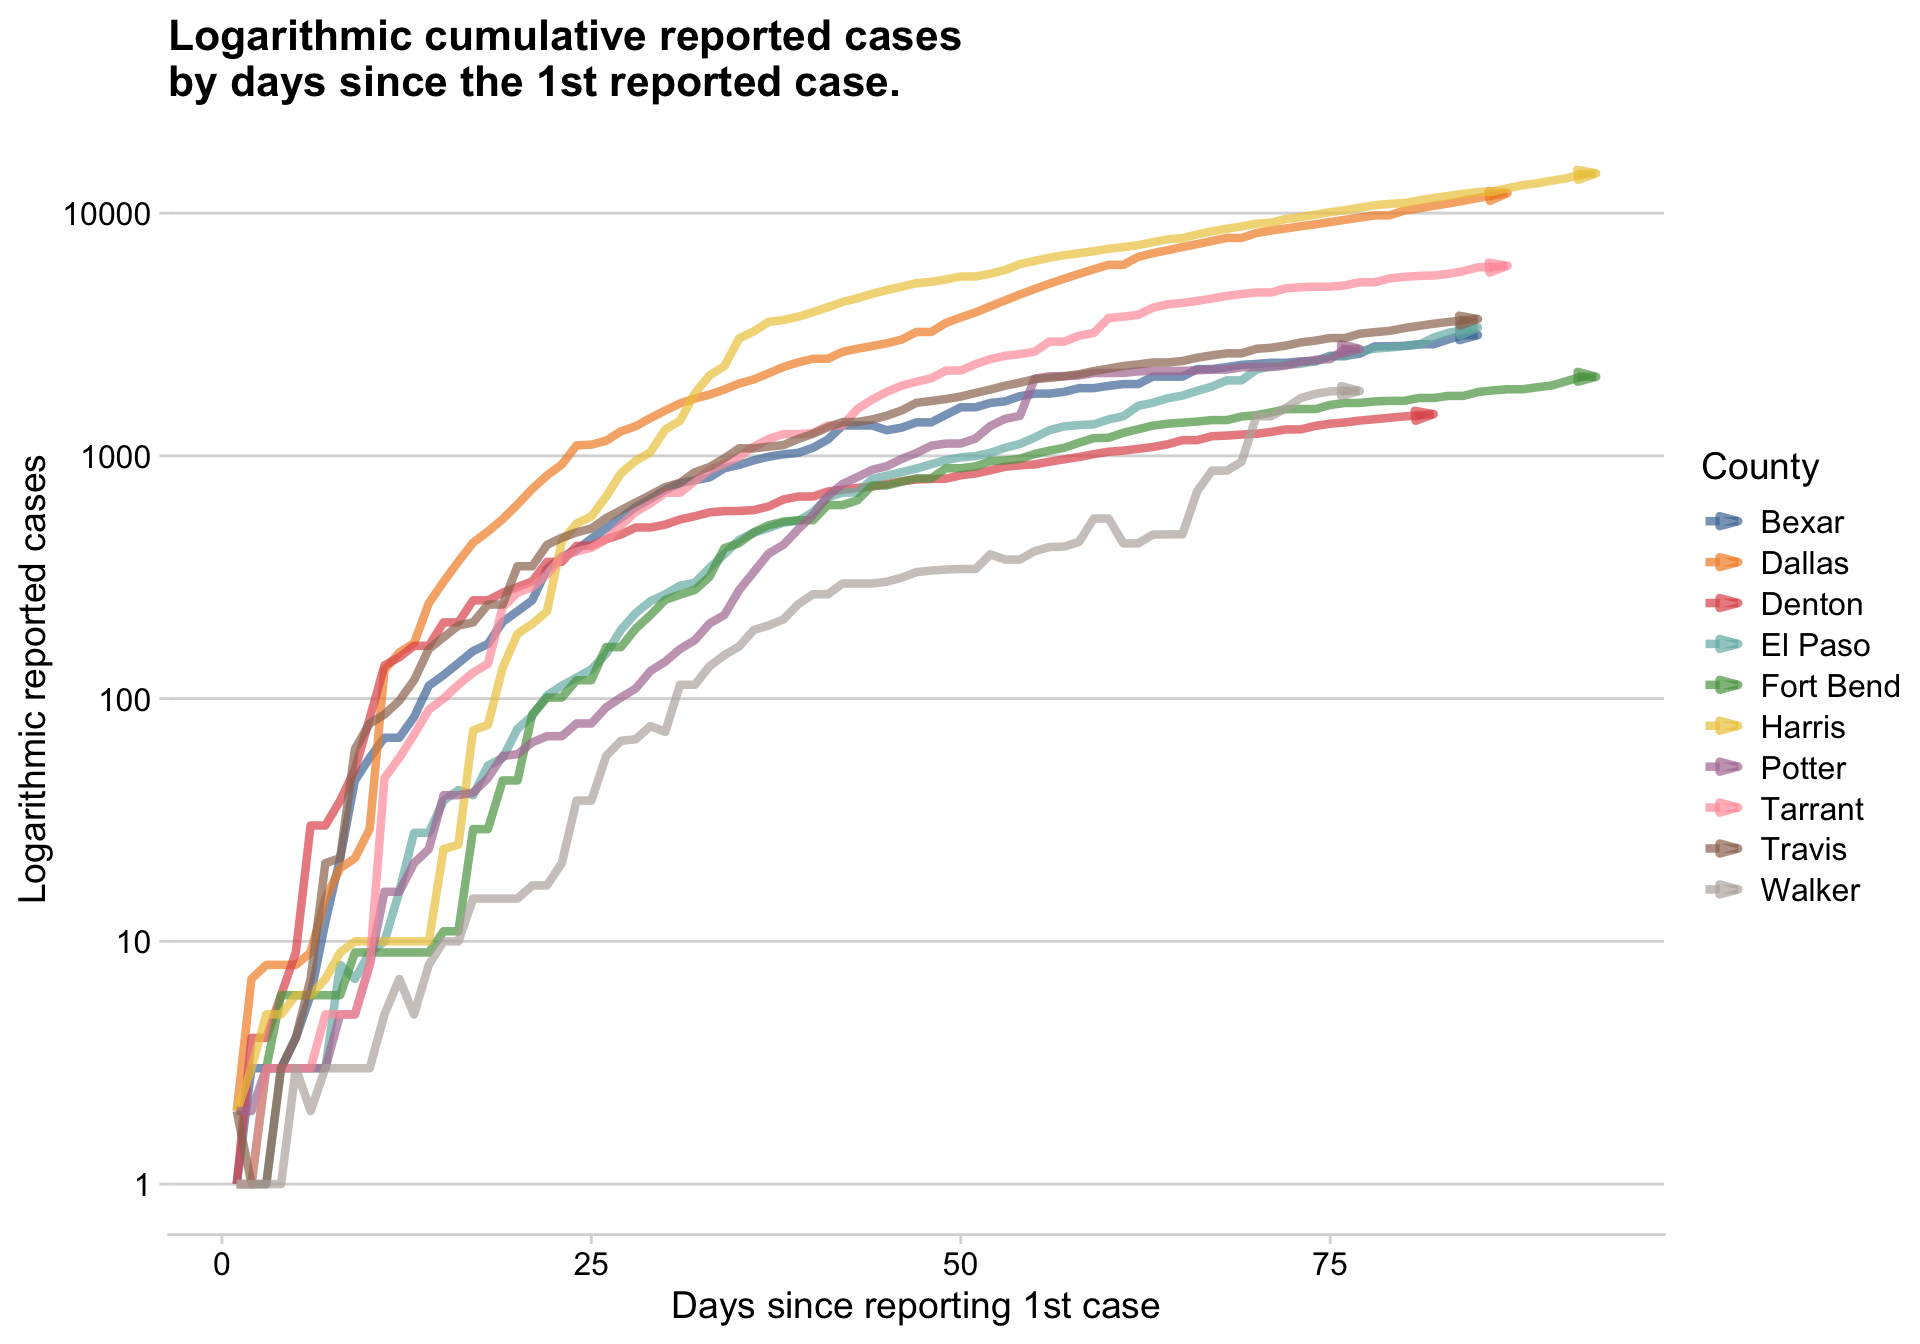 Logarithmic cumulative reported cases
by days since the 1st reported case.
10000
1000
100
10
1
Logarithmic reported cases
0
25
50
75
Days since reporting 1st case
County
Bexar
Dallas
Denton
El Paso
Fort Bend
Harris
Potter
Tarrant
Travis
Walker